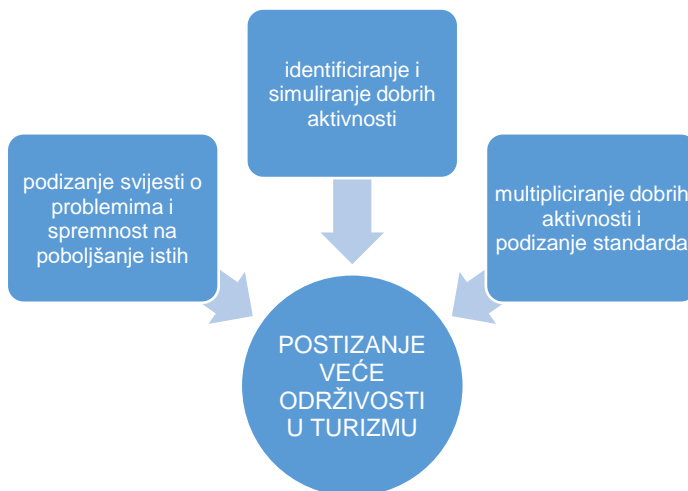 identificiranje i
simuliranje dobrih
aktivnosti
podizanje svijesti o
problemima i
spremnost na
poboljšanje istih
multipliciranje dobrih
aktivnosti i
podizanje standarda
POSTIZANJE
VEĆE
ODRŽIVOSTI
U TURIZMU